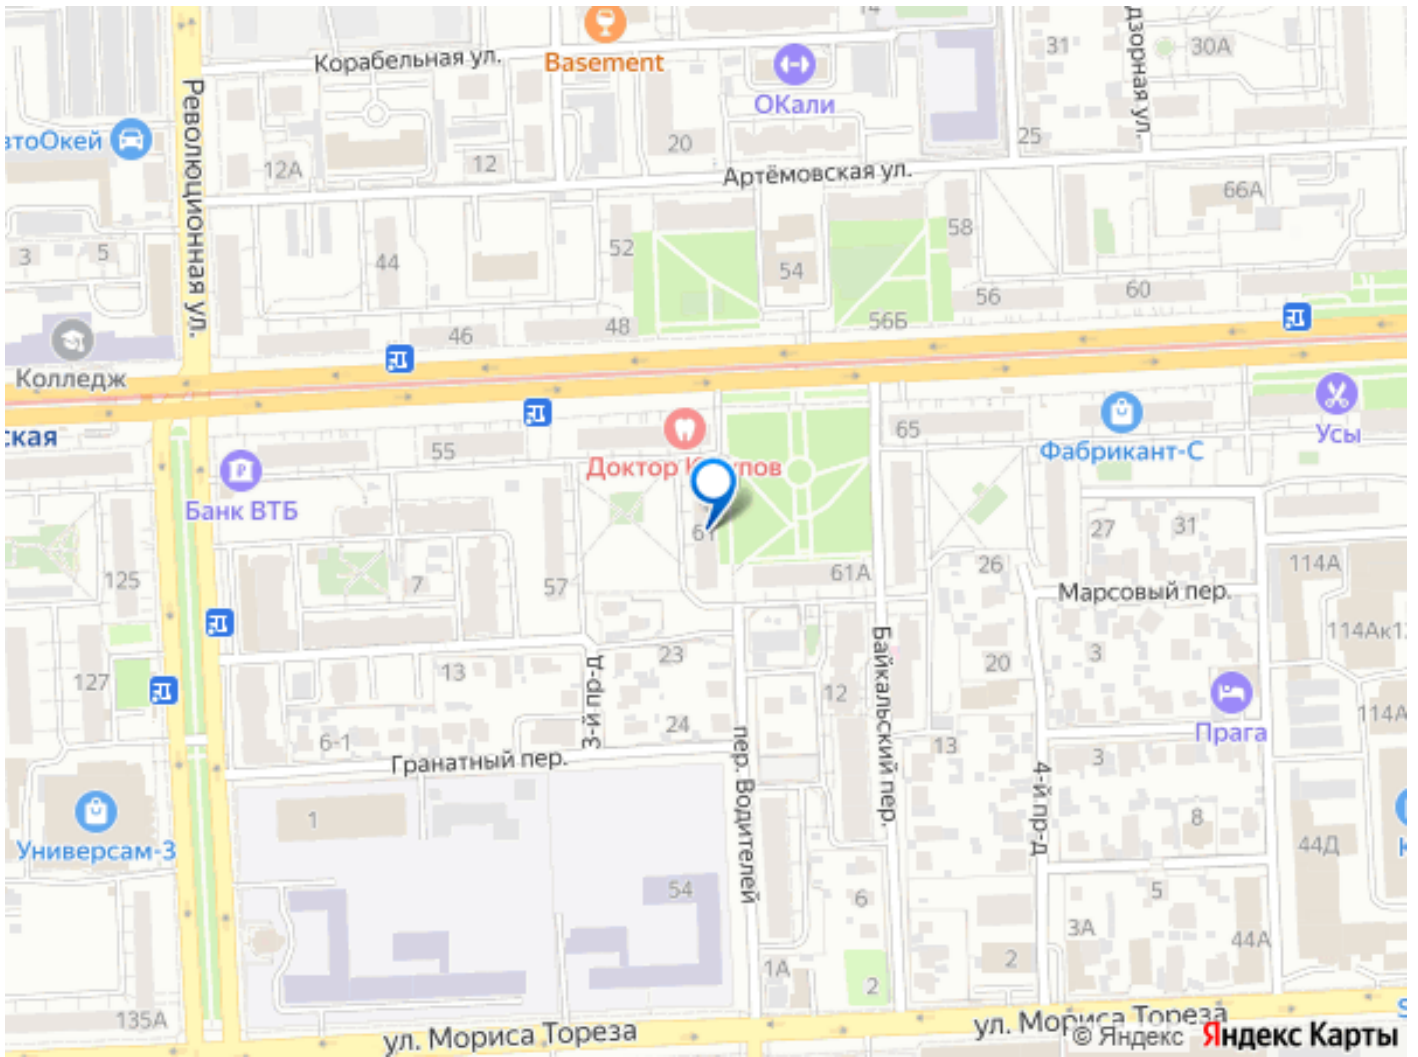 14
Корабельная ул.
Basement
31
30А
дзорная ул.
ОКали
Революционная ул.
втоОкей
25
20
12А
12
Артёмовская ул.
66А
58
52
3
5
44
54
56
60
56Б
48
46
Колледж
ская
65
Фабрикант-С
Усы
55
Доктор К
пов
Банк ВТБ
27
31
61
114А
26
61А
125
7
57
Марсовый пер.
114Ак1
Байкальский пер.
3
23
20
3-й пр-д
13
127
12
114А
24
Прага
6-1
пер. Водителей
13
3
Гранатный пер.
4-й пр-д
1
8
44Д
Универсам-3
К
54
5
6
3А
44А
2
1А
2
135А
S
ул. Мориса Тореза
ул. Мориса Тореза
© Яндекс Яндекс Карты